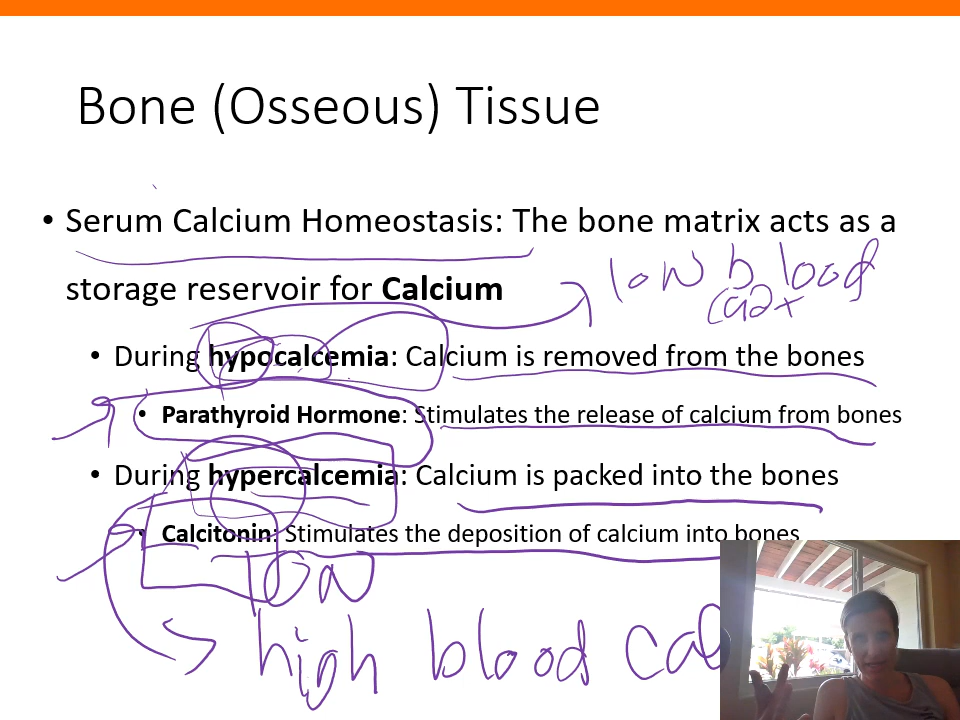 Bone (Osseous) Tissue
• Serum Calcium Homeostasis: The bone matrix acts as a
storage reservoir for Calcium
low blood
Ca2+
• During hypocalcemia: Calcium is removed from the bones
• Parathyroid Hormone: Stimulates the release of calcium from bones
• During hypercalcemia: Calcium is packed into the bones
• Calcitonin: Stimulates the deposition of calcium into bones
low
high blood